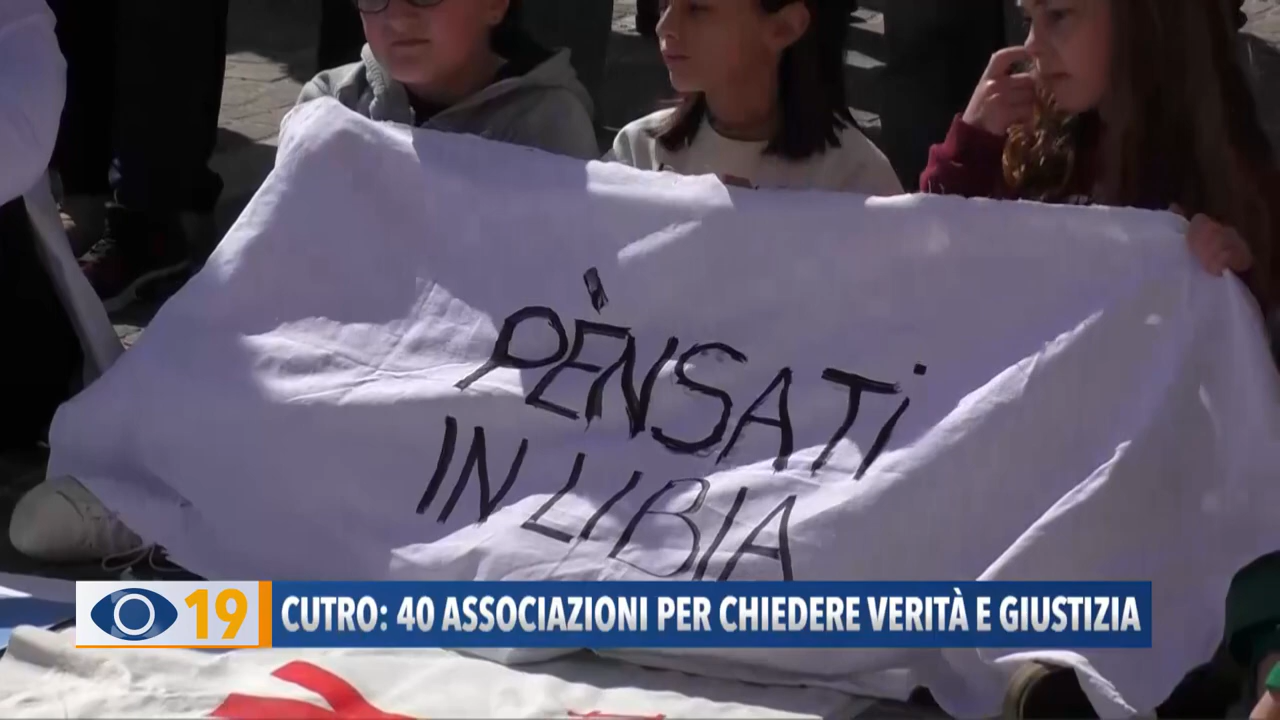 PÈNSATi
IN LIBIA
19 CUTRO: 40 ASSOCIAZIONI PER CHIEDERE VERITÀ E GIUSTIZIA